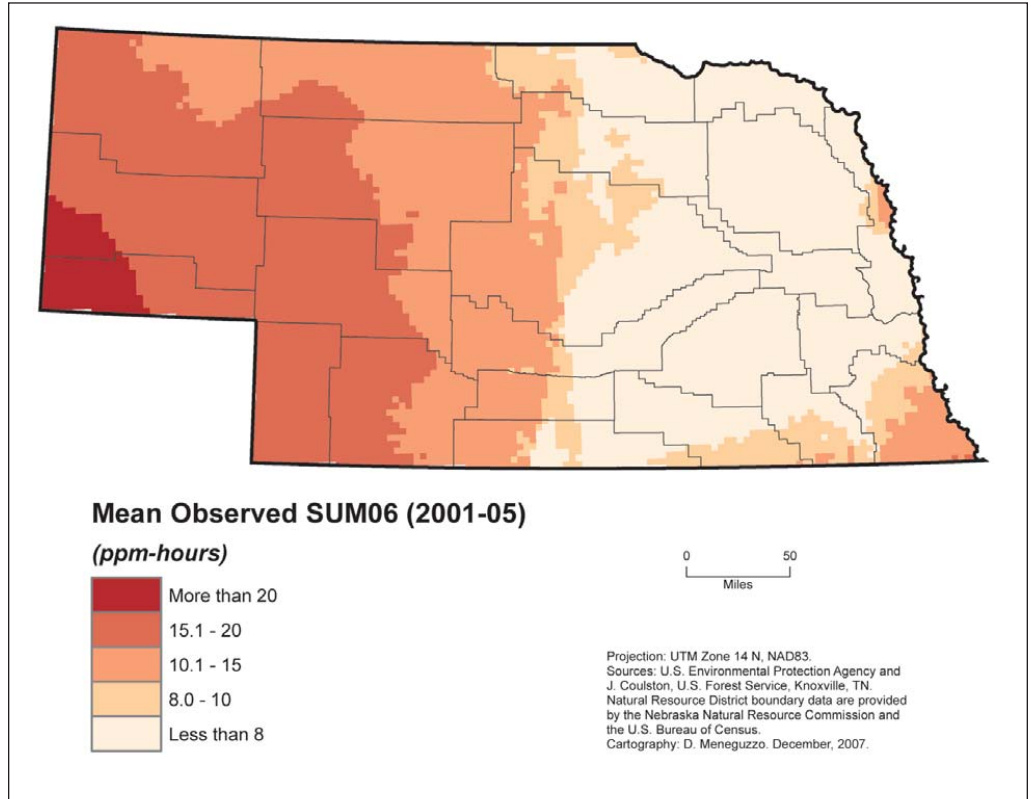 Mean Observed SUM06 (2001-05)
(ppm-hours)
More than 20
15.1 - 20
10.1 - 15
8.0 - 10
Less than 8
0 50
Miles
Projection: UTM Zone 14 N, NAD83.
Sources: U.S. Environmental Protection Agency and
J. Coulston, U.S. Forest Service, Knoxville, TN.
Natural Resource District boundary data are provided
by the Nebraska Natural Resource Commission and
the U.S. Bureau of Census.
Cartography: D. Meneguzzo. December, 2007.